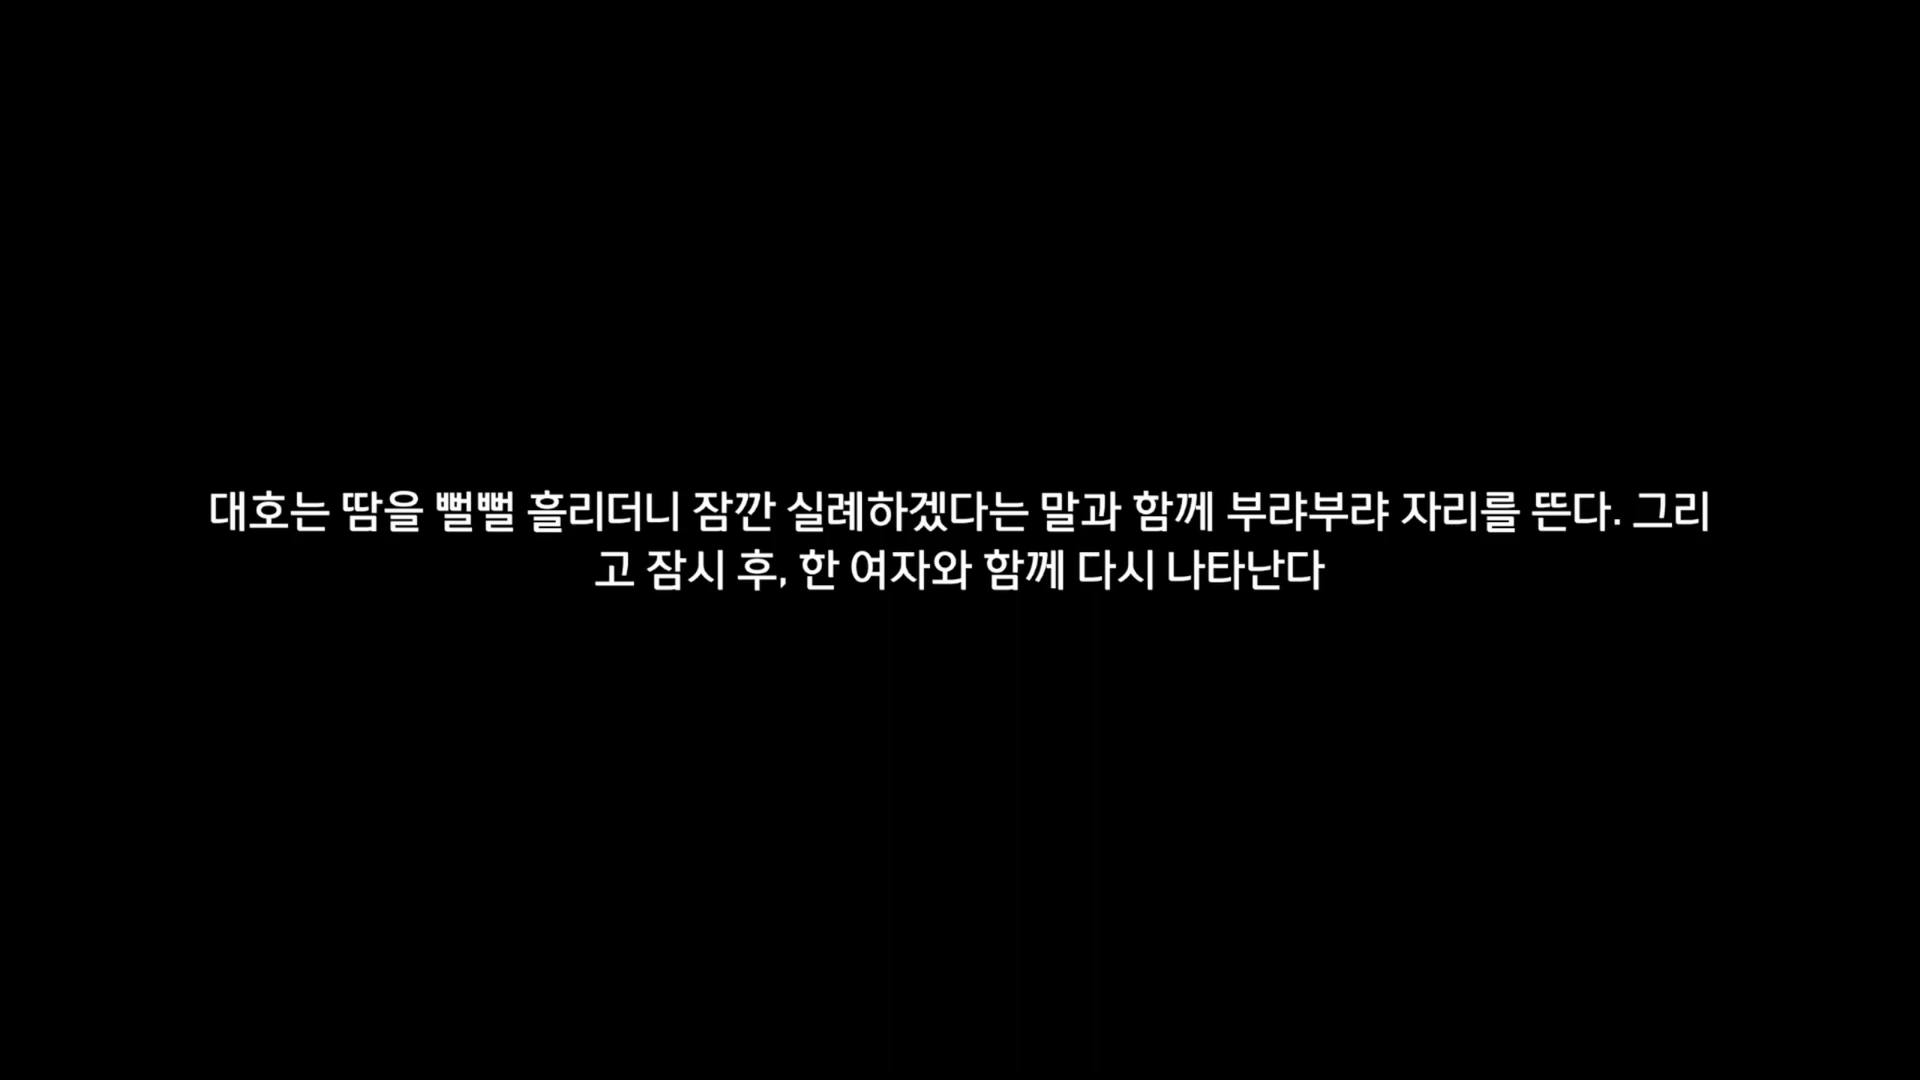 대호는 땀을 뻘뻘 흘리더니 잠깐 실례하겠다는 말과 함께 부랴부랴 자리를 뜬다. 그리
고 잠시 후, 한 여자와 함께 다시 나타난다